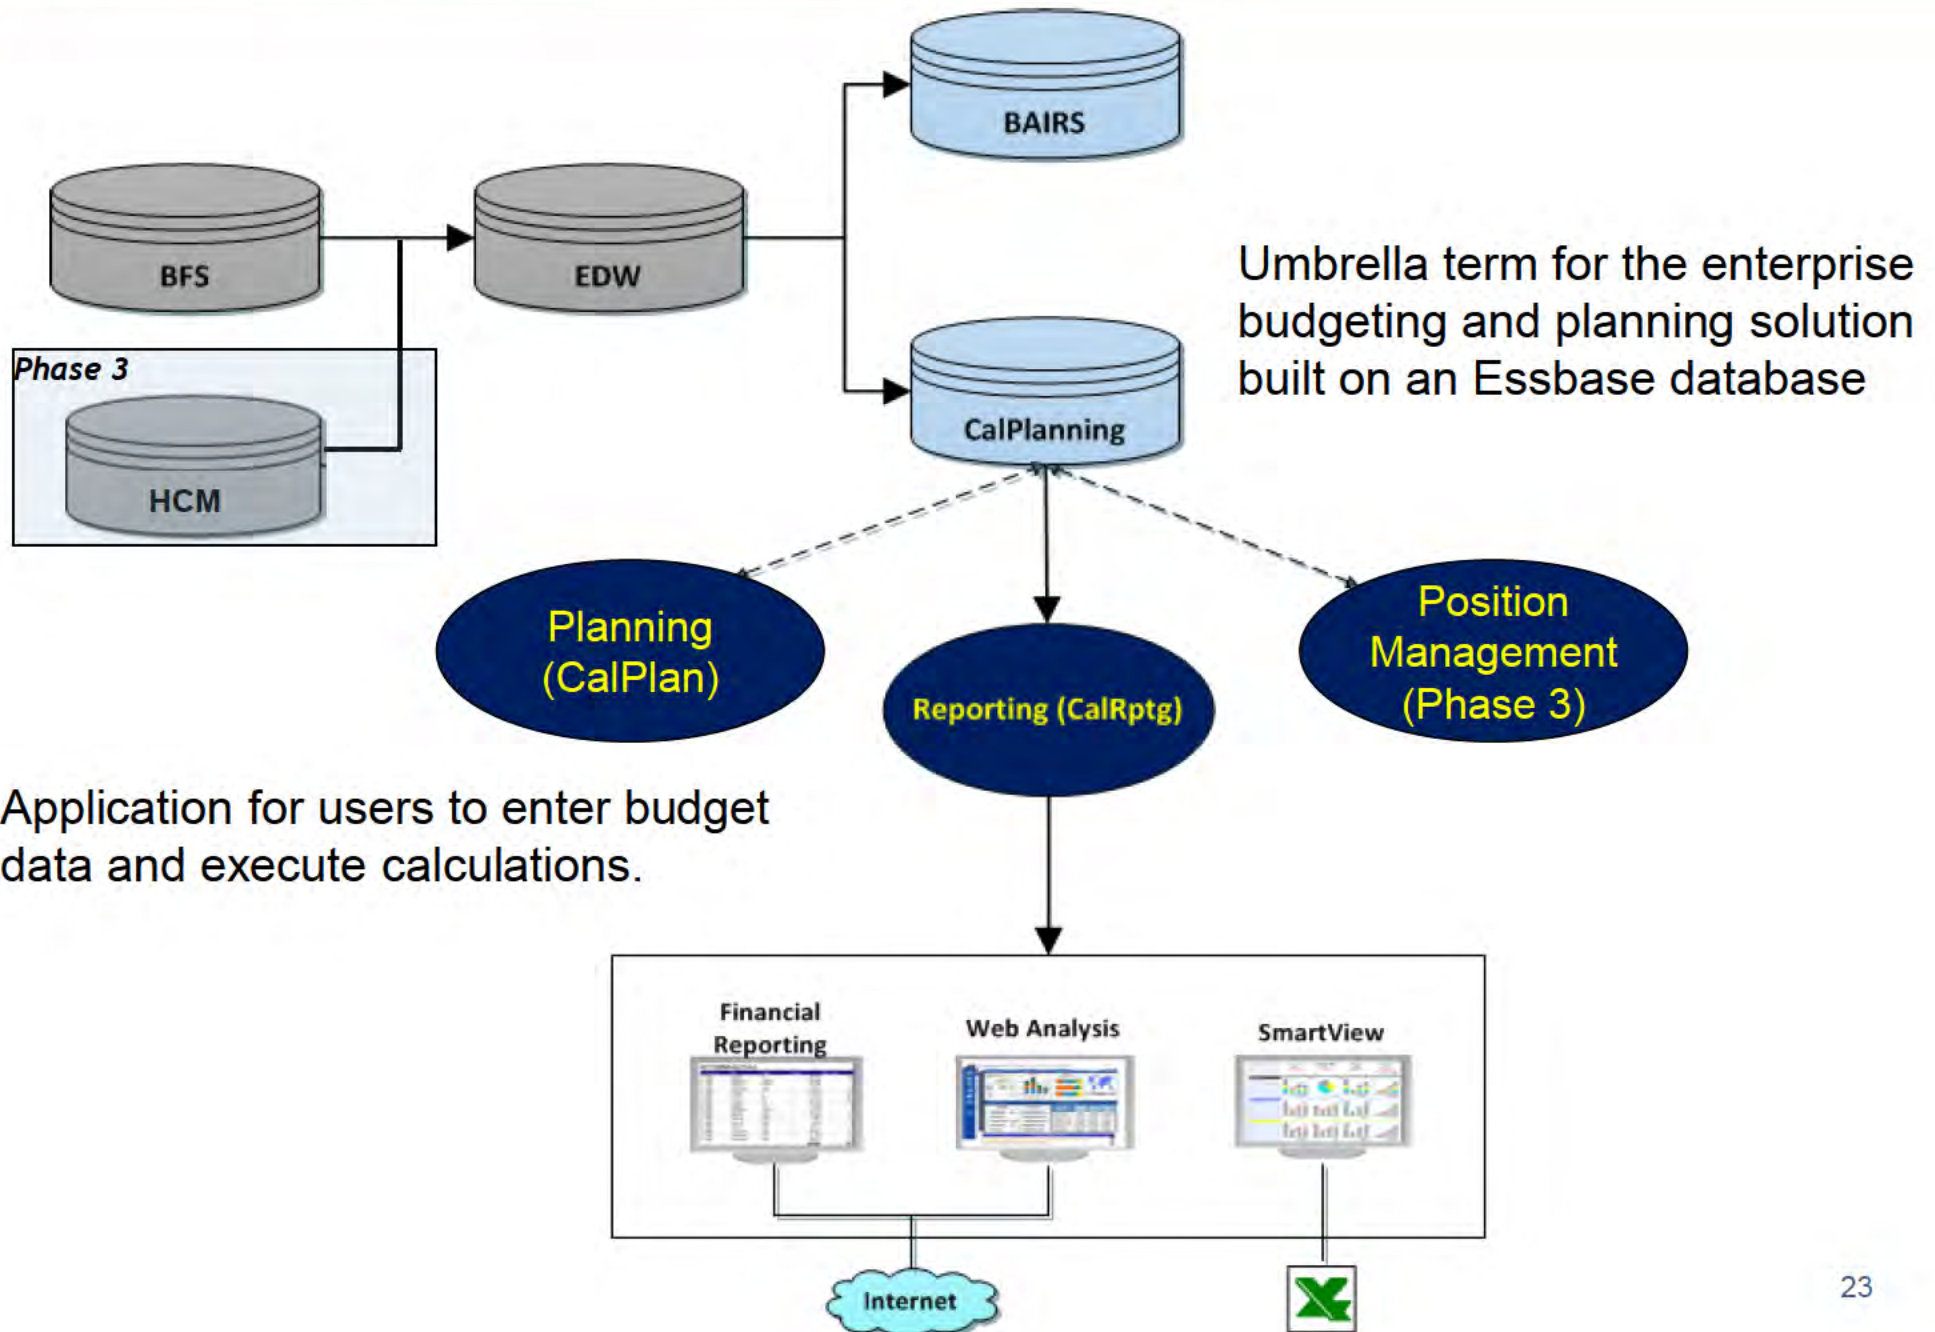 BAIRS
BFS
EDW
Umbrella term for the enterprise
budgeting and planning solution
built on an Essbase database
Phase 3
HCM
CalPlanning
Planning
(CalPlan)
Reporting (CalRptg)
Position
Management
(Phase 3)
Application for users to enter budget
data and execute calculations.
Financial
Reporting
Web Analysis
SmartView
Internet
23